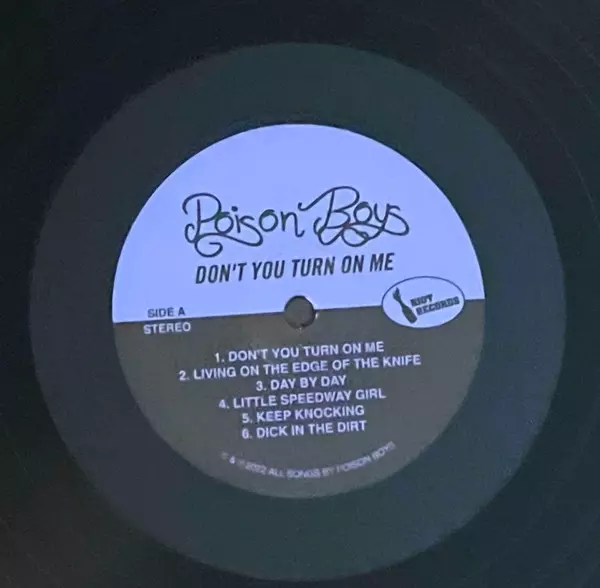 Poison Boys
DON'T YOU TURN ON ME
RIOT
RECORDS
SIDE A
STEREO
1. DON'T YOU TURN ON ME
2. LIVING ON THE EDGE OF THE KNIFE
3. DAY BY DAY
4. LITTLE SPEEDWAY GIRL
5. KEEP KNOCKING
6. DICK IN THE DIRT
© & ℗ 2022 ALL SONGS BY POISON BOYS